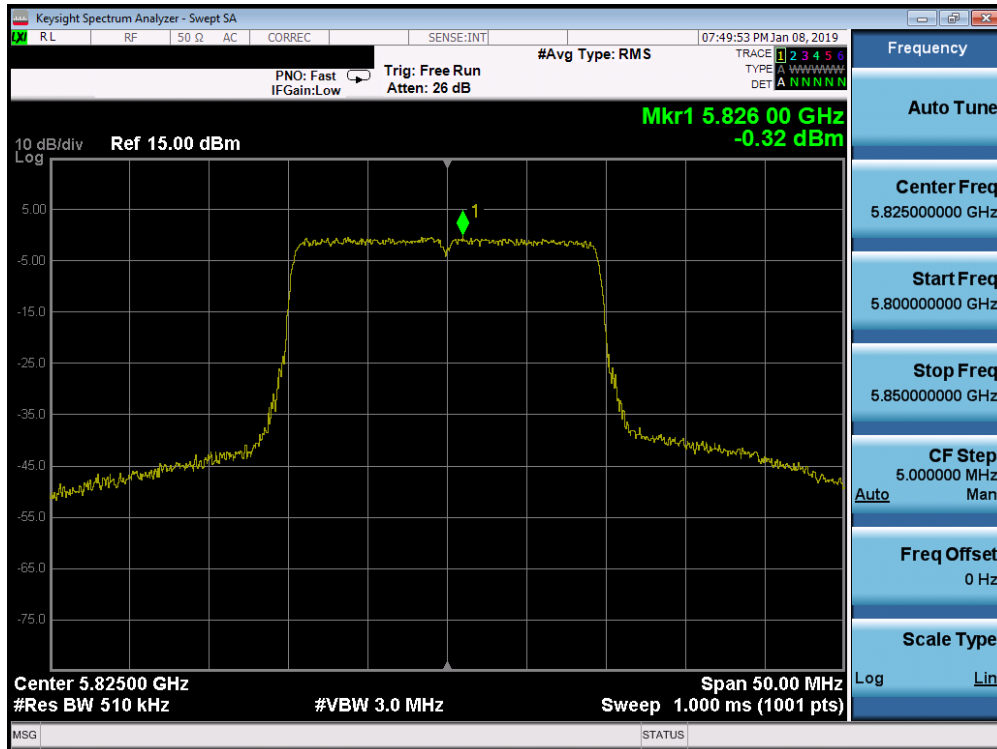 Keysight Spectrum Analyzer - Swept SA
LXI RL RF 50 Ω AC CORREC SENSE:INT 07:49:53 PM Jan 08, 2019
#Avg Type: RMS TRACE 1 2 3 4 5 6
PNO: Fast Trig: Free Run TYPE A WWWWW
IFGain:Low Atten: 26 dB DET A N N N N N
Mkr1 5.826 00 GHz
-0.32 dBm
10 dB/div Ref 15.00 dBm
Log
1
5.00
-5.00
-15.0
-25.0
-35.0
-45.0
-55.0
-65.0
-75.0
Center 5.82500 GHz Span 50.00 MHz
#Res BW 510 kHz #VBW 3.0 MHz Sweep 1.000 ms (1001 pts)
MSG STATUS
Frequency
Auto Tune
Center Freq
5.825000000 GHz
Start Freq
5.800000000 GHz
Stop Freq
5.850000000 GHz
CF Step
5.000000 MHz
Auto Man
Freq Offset
0 Hz
Scale Type
Log Lin